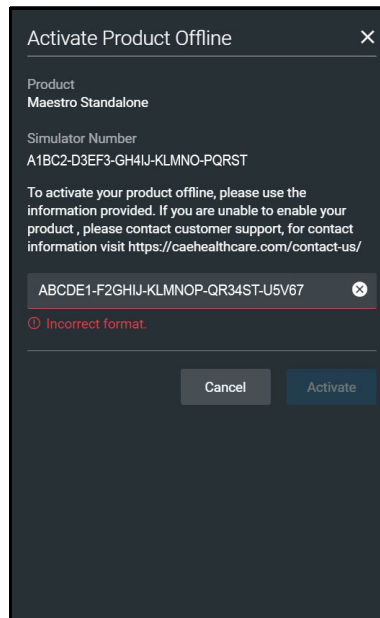 Activate Product Offline
Product
Maestro Standalone
Simulator Number
A1BC2-D3EF3-GH4IJ-KLMNO-PQRST
To activate your product offline, please use the
information provided. If you are unable to enable your
product , please contact customer support, for contact
information visit https://caehealthcare.com/contact-us/
ABCDE1-F2GHIJ-KLMNOP-QR34ST-U5V67
Incorrect format.
Cancel Activate